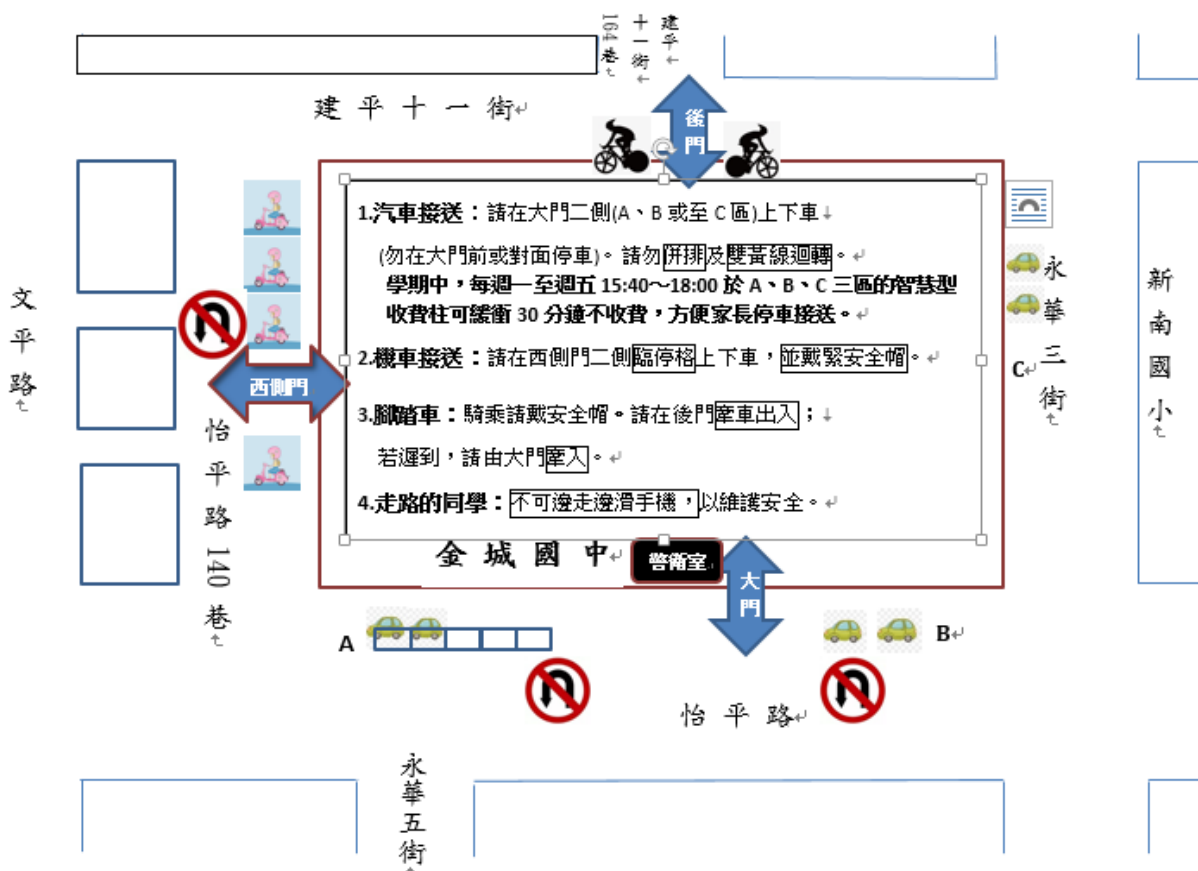 建平
十一街
164巷
建平十一街
後門
1.汽車接送：請在大門二側(A、B 或至 C 區)上下車
(勿在大門前或對面停車)。請勿併排及雙黃線迴轉。
學期中，每週一至週五 15:40～18:00 於 A、B、C 三區的智慧型
收費柱可緩衝 30 分鐘不收費，方便家長停車接送。
2.機車接送：請在西側門二側臨停格上下車，並戴緊安全帽。
3.腳踏車：騎乘請戴安全帽。請在後門牽車出入；
若遲到，請由大門牽入。
4.走路的同學：不可邊走邊滑手機，以維護安全。
文平路
西側門
怡平路140巷
永華三街
C
新南國小
金城國中
警衛室
大門
A
B
怡平路
永華五街